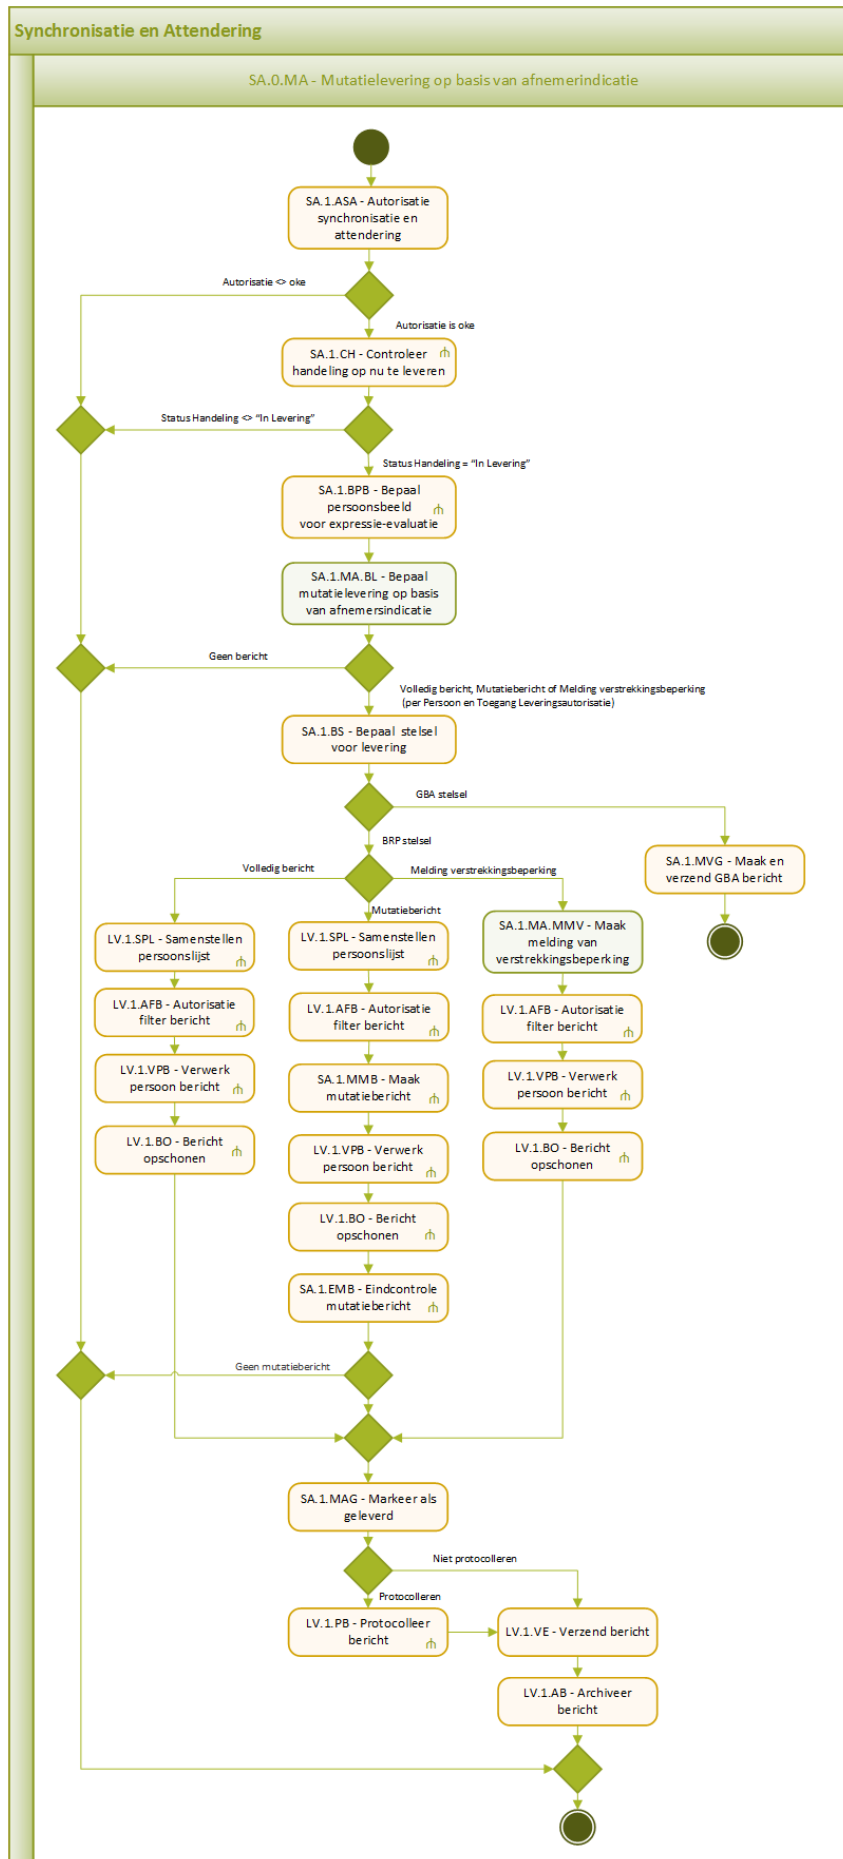 Synchronisatie en Attendering
SA.0.MA - Mutatielevering op basis van afnemerindicatie
SA.1.ASA - Autorisatie
synchronisatie en
attendering
Autorisatie <> oke
Autorisatie is oke
SA.1.CH - Controleer
handeling op nu te leveren
Status Handeling <> “In Levering”
Status Handeling = “In Levering”
SA.1.BPB - Bepaal
persoonsbeeld
voor expressie-evaluatie
SA.1.MA.BL - Bepaal
mutatielevering op basis
van afnemersindicatie
Geen bericht
Volledig bericht, Mutatiebericht of Melding verstrekkingsbeperking
(per Persoon en Toegang Leveringsautorisatie)
SA.1.BS - Bepaal stelsel
voor levering
GBA stelsel
BRP stelsel
SA.1.MVG - Maak en
verzend GBA bericht
Volledig bericht
Melding verstrekkingsbeperking
Mutatiebericht
LV.1.SPL - Samenstellen
persoonslijst
LV.1.SPL - Samenstellen
persoonslijst
SA.1.MA.MMV - Maak
melding van
verstrekkingsbeperking
LV.1.AFB - Autorisatie
filter bericht
LV.1.AFB - Autorisatie
filter bericht
LV.1.AFB - Autorisatie
filter bericht
LV.1.VPB - Verwerk
persoon bericht
SA.1.MMB - Maak
mutatiebericht
LV.1.VPB - Verwerk
persoon bericht
LV.1.BO - Bericht
opschonen
LV.1.VPB - Verwerk
persoon bericht
LV.1.BO - Bericht
opschonen
LV.1.BO - Bericht
opschonen
SA.1.EMB - Eindcontrole
mutatiebericht
Geen mutatiebericht
SA.1.MAG - Markeer als
geleverd
Niet protocolleren
Protocolleren
LV.1.PB - Protocolleer
bericht
LV.1.VE - Verzend bericht
LV.1.AB - Archiveer
bericht